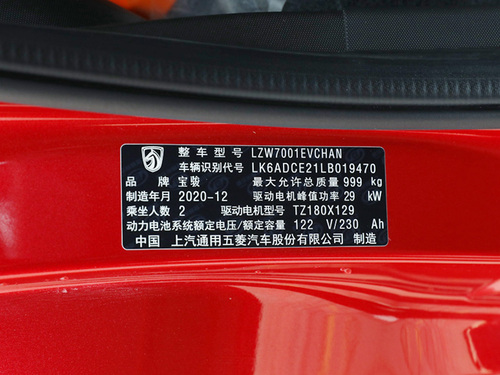 整车型号 LZW7001EVCHAN
车辆识别代号 LK6ADCE21LB019470
品牌 宝骏 最大允许总质量 999 kg
制造年月 2020-12 驱动电机峰值功率 29 kW
乘坐人数 2 驱动电机型号 TZ180X129
动力电池系统额定电压/额定容量 122 V/230 Ah
中国 上汽通用五菱汽车股份有限公司 制造